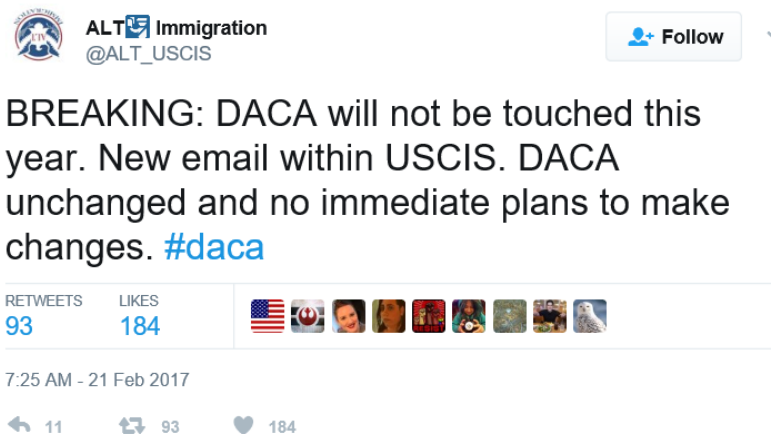 ALT Immigration
@ALT_USCIS
Follow
BREAKING: DACA will not be touched this
year. New email within USCIS. DACA
unchanged and no immediate plans to make
changes. #daca
RETWEETS LIKES
93 184
7:25 AM - 21 Feb 2017
11 93 184